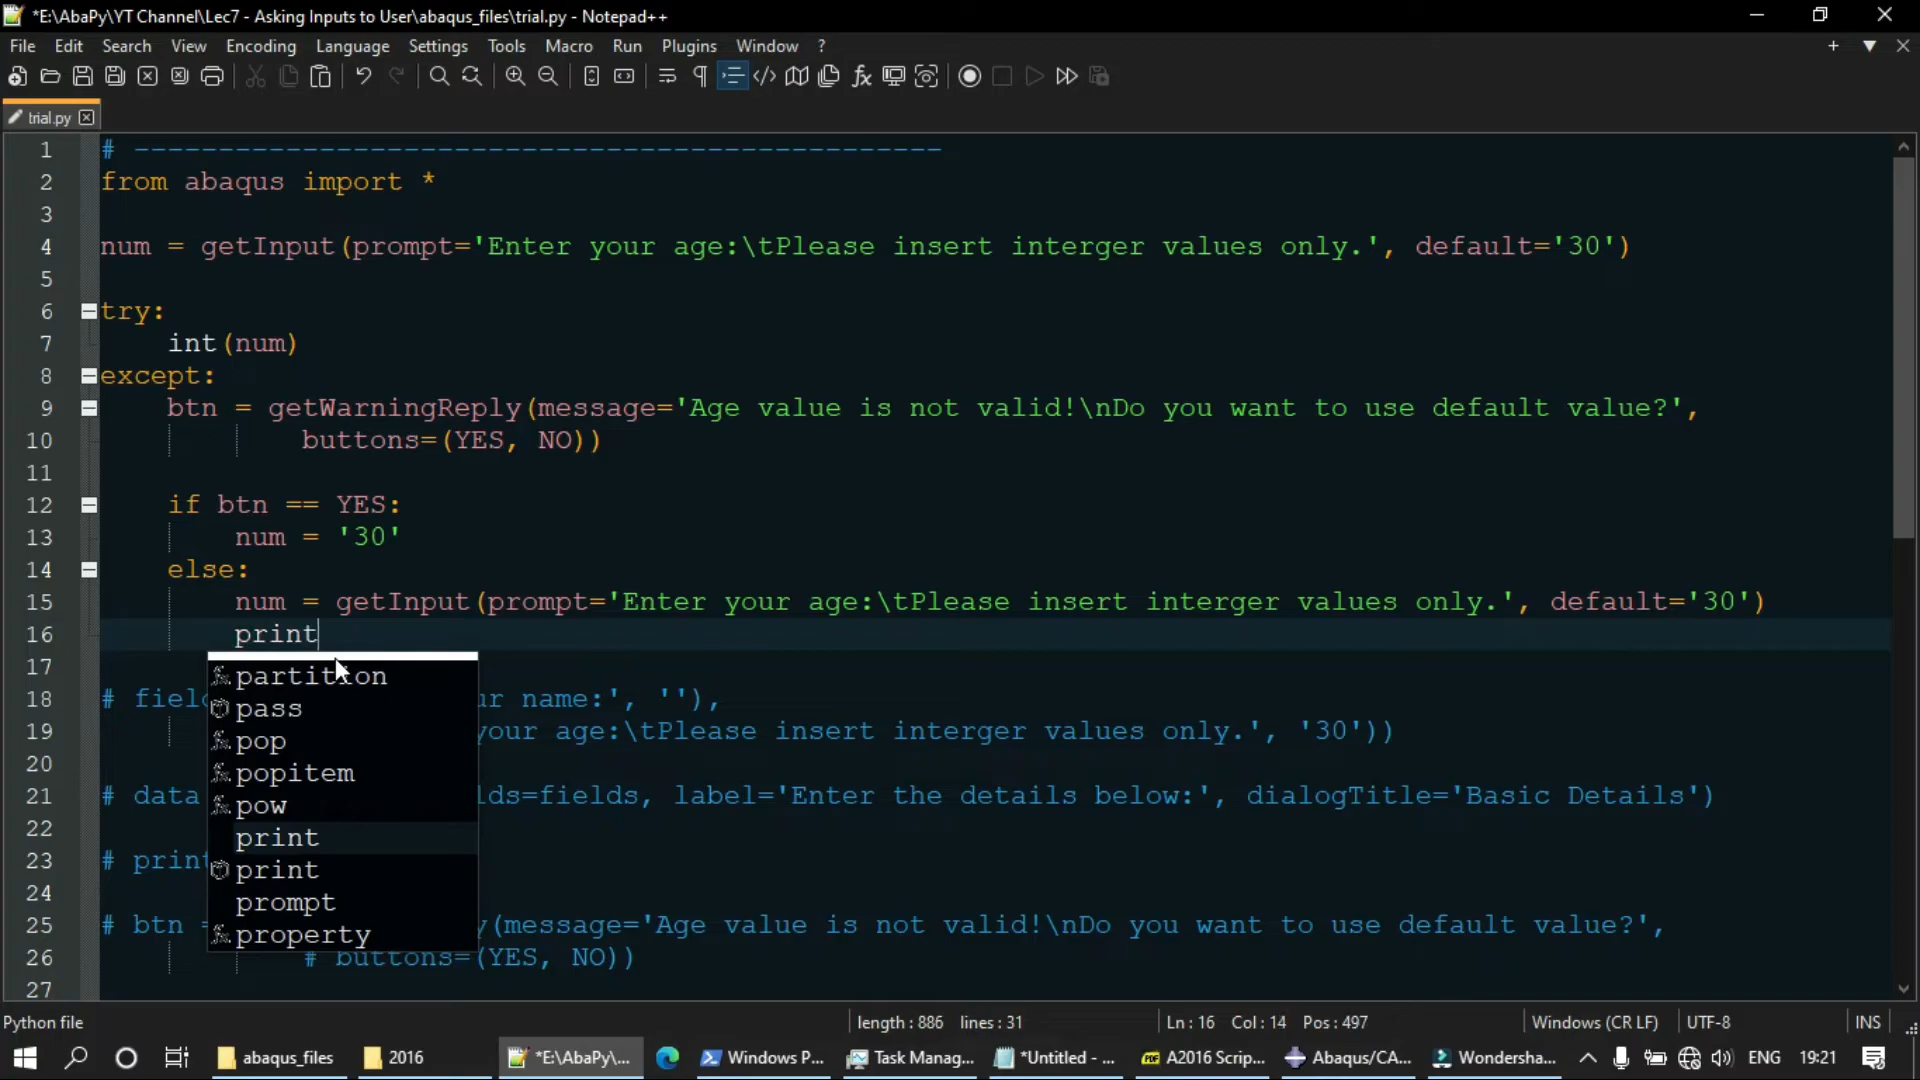 *E:\AbaPy\YT Channel\Lec7 - Asking Inputs to User\abaqus_files\trial.py - Notepad++
File Edit Search View Encoding Language Settings Tools Macro Run Plugins Window ?
trial.py
1 # ------------------------------------------------
2 from abaqus import *
3
4 num = getInput(prompt='Enter your age:\tPlease insert interger values only.', default='30')
5
6 try:
7 int(num)
8 except:
9 btn = getWarningReply(message='Age value is not valid!\nDo you want to use default value?',
10 buttons=(YES, NO))
11
12 if btn == YES:
13 num = '30'
14 else:
15 num = getInput(prompt='Enter your age:\tPlease insert interger values only.', default='30')
16 print
17
partition
18 # fiel ur name:', ''),
pass
19 your age:\tPlease insert interger values only.', '30'))
pop
20
popitem
21 # data lds=fields, label='Enter the details below:', dialogTitle='Basic Details')
pow
22
print
23 # print
print
24
prompt
25 # btn = y(message='Age value is not valid!\nDo you want to use default value?',
property
26 # buttons=(YES, NO))
27
Python file length : 886 lines : 31 Ln : 16 Col : 14 Pos : 497 Windows (CR LF) UTF-8 INS
abaqus_files 2016 *E:\AbaPy\... Windows P... Task Manag... *Untitled - ... A2016 Scrip... Abaqus/CA... Wondersha... ENG 19:21